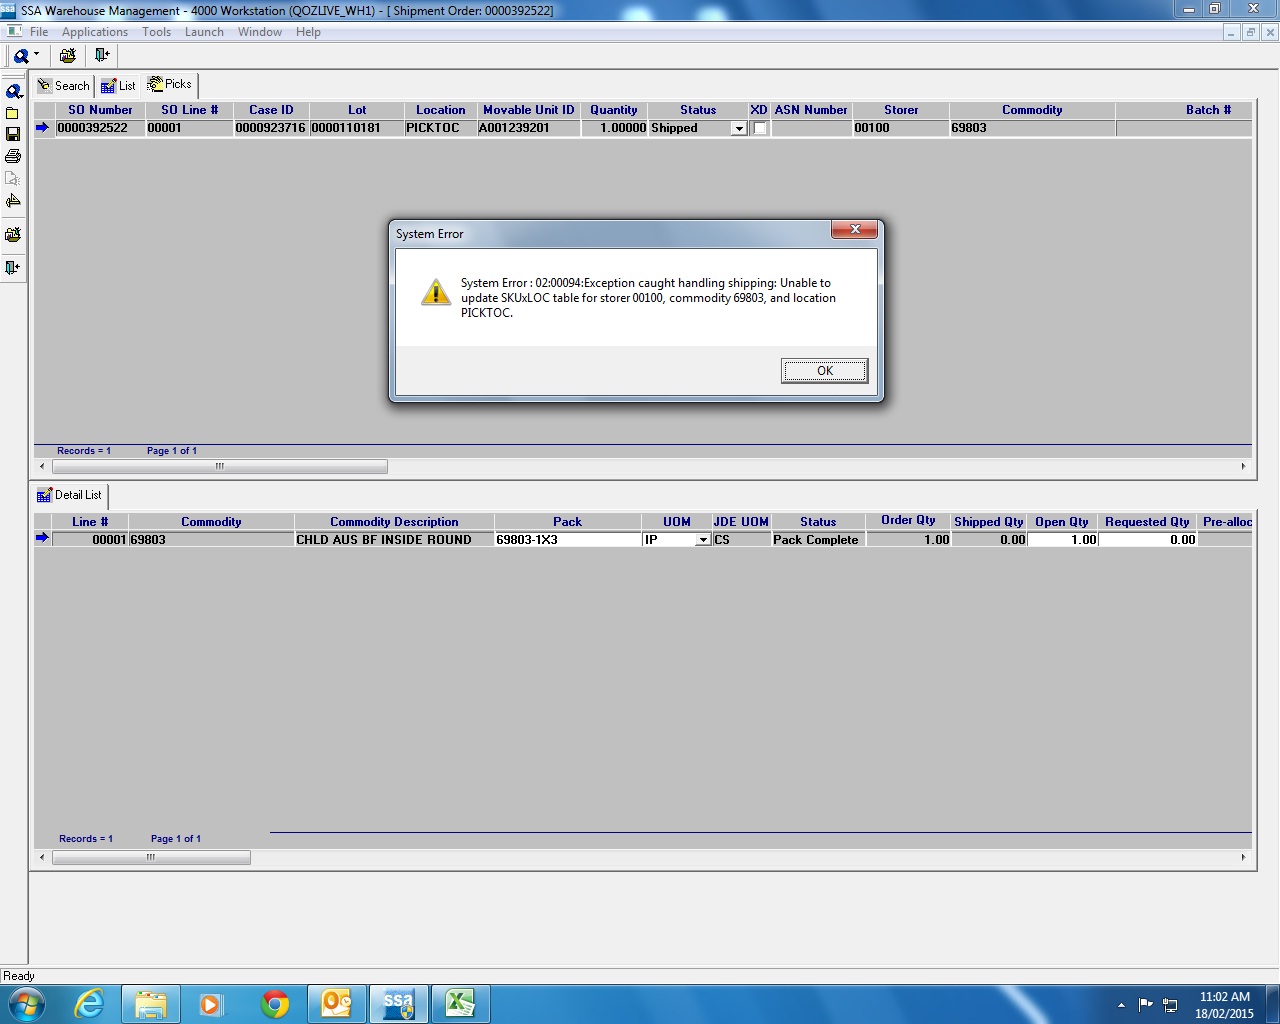 SSA Warehouse Management - 4000 Workstation (QOZLIVE_WH1) - [ Shipment Order: 0000392522]
File Applications Tools Launch Window Help
Search List Picks
SO Number SO Line # Case ID Lot Location Movable Unit ID Quantity Status XD ASN Number Storer Commodity Batch #
0000392522 00001 0000923716 0000110181 PICKTOC A001239201 1.00000 Shipped 00100 69803
System Error
System Error : 02:00094:Exception caught handling shipping: Unable to
update SKUxLOC table for storer 00100, commodity 69803, and location
PICKTOC.
OK
Records = 1 Page 1 of 1
Detail List
Line # Commodity Commodity Description Pack UOM JDE UOM Status Order Qty Shipped Qty Open Qty Requested Qty Pre-alloc
00001 69803 CHLD AUS BF INSIDE ROUND 69803-1X3 IP CS Pack Complete 1.00 0.00 1.00 0.00
Records = 1 Page 1 of 1
Ready
ssa
11:02 AM
18/02/2015